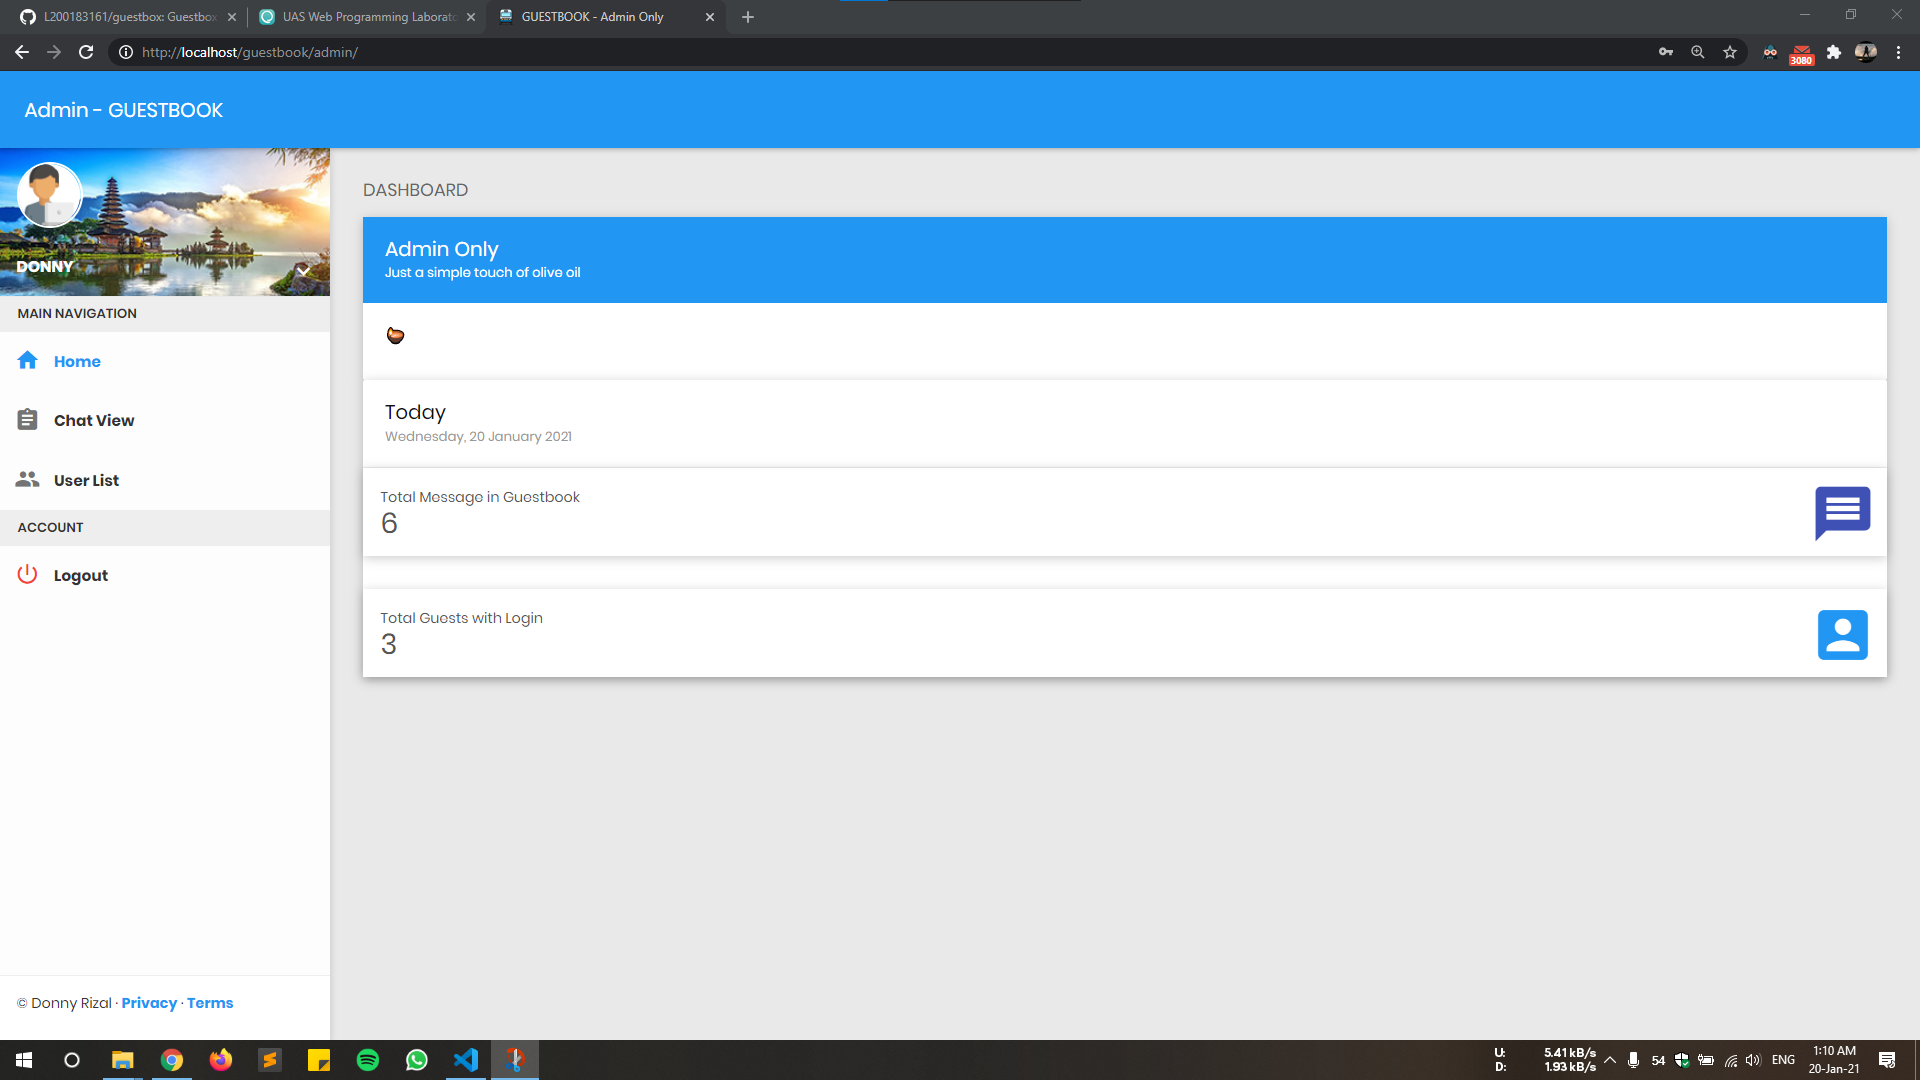 L200183161/guestbox: Guestbox
UAS Web Programming Laborato
GUESTBOOK - Admin Only
http://localhost/guestbook/admin/
3080
Admin - GUESTBOOK
DONNY
MAIN NAVIGATION
Home
Chat View
User List
ACCOUNT
Logout
© Donny Rizal · Privacy · Terms
DASHBOARD
Admin Only
Just a simple touch of olive oil
Today
Wednesday, 20 January 2021
Total Message in Guestbook
6
Total Guests with Login
3
U: 5.41 kB/s
D: 1.93 kB/s
54
ENG
1:10 AM
20-Jan-21